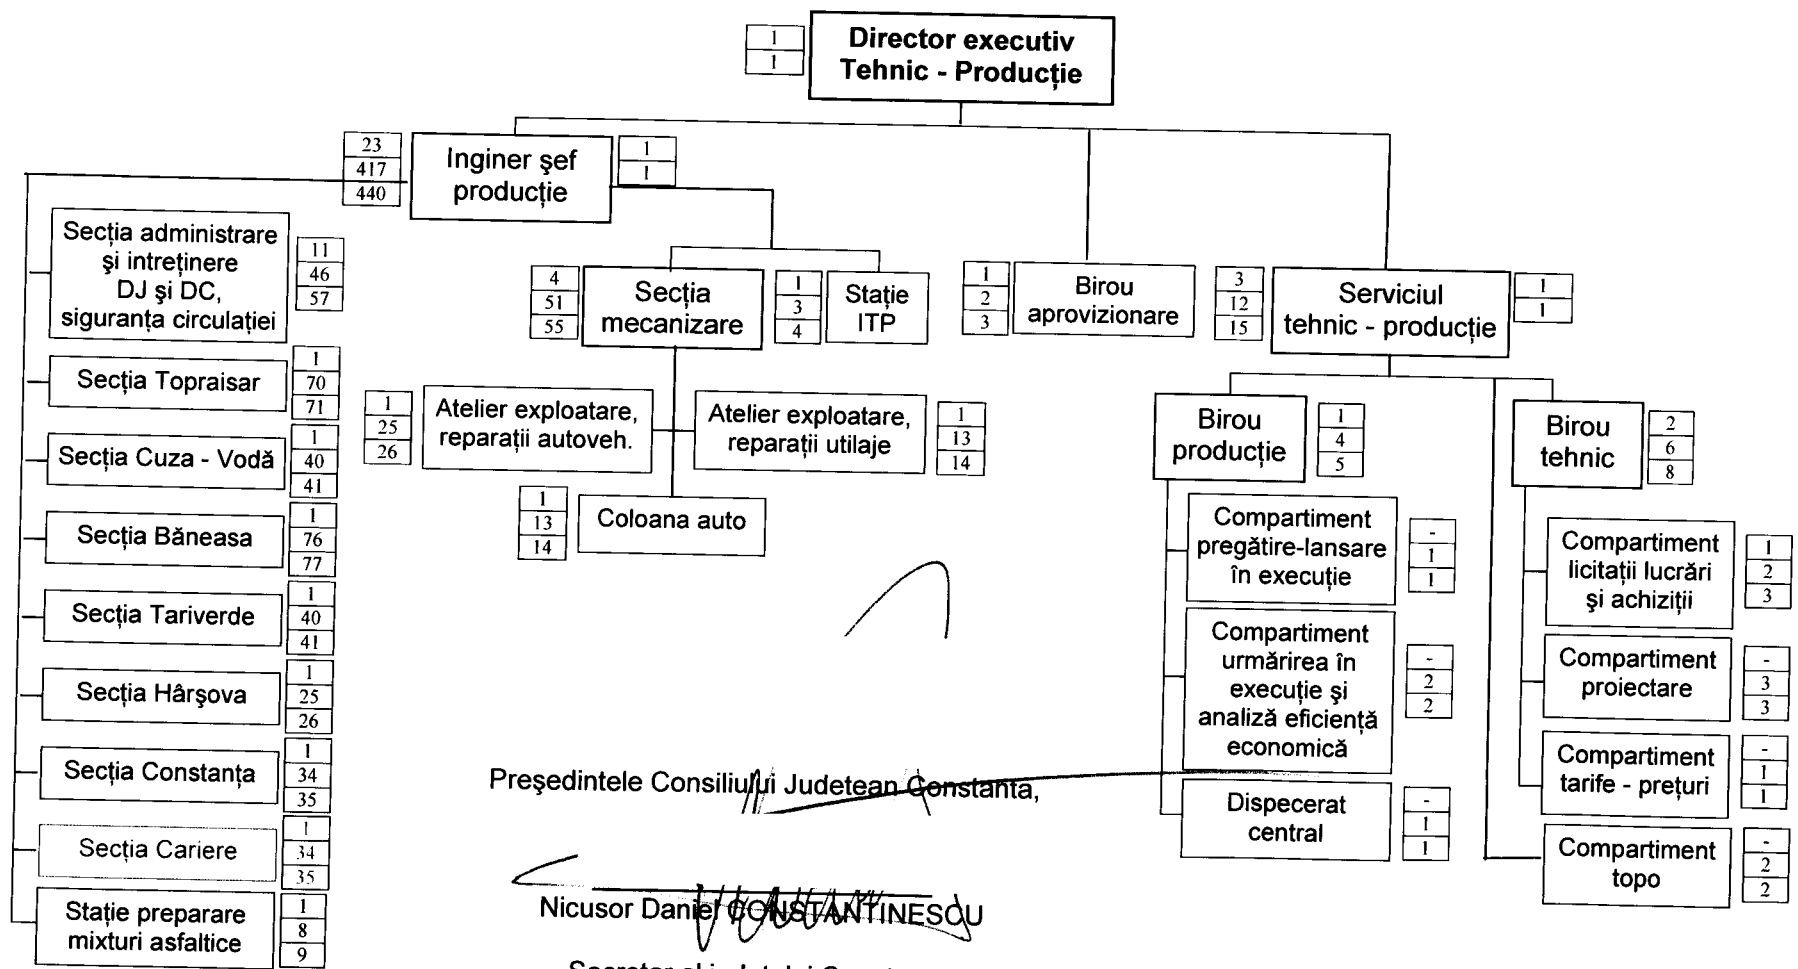 1
1
Director executiv
Tehnic - Producție
23
417
440
Inginer şef
producție
1
1
Secția administrare
şi intreținere
DJ şi DC,
siguranța circulației
11
46
57
Secția Topraisar
1
70
71
Secția Cuza - Vodă
1
40
41
Secția Băneasa
1
76
77
Secția Tariverde
1
40
41
Secția Hârşova
1
25
26
Secția Constanța
1
34
35
Secția Cariere
1
34
35
Stație preparare
mixturi asfaltice
1
8
9
4
51
55
Secția
mecanizare
1
3
4
Stație
ITP
1
25
26
Atelier exploatare,
reparații autoveh.
Atelier exploatare,
reparații utilaje
1
13
14
1
13
14
Coloana auto
1
2
3
Birou
aprovizionare
3
12
15
Serviciul
tehnic - producție
1
1
Birou
producție
1
4
5
Compartiment
pregătire-lansare
în execuție
-
1
1
Compartiment
urmărirea în
execuție şi
analiză eficiență
economică
-
2
2
Dispecerat
central
-
1
1
Birou
tehnic
2
6
8
Compartiment
licitații lucrări
şi achiziții
1
2
3
Compartiment
proiectare
-
3
3
Compartiment
tarife - prețuri
-
1
1
Compartiment
topo
-
2
2
Preşedintele Consiliului Judetean Constanta,
Nicusor Daniel CONSTANTINESCU